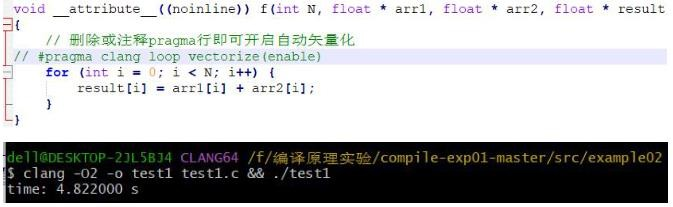 void __attribute__((noinline)) f(int N, float * arr1, float * arr2, float * result
{
// 删除或注释pragma行即可开启自动矢量化
// #pragma clang loop vectorize(enable)
for (int i = 0; i < N; i++) {
result[i] = arr1[i] + arr2[i];
}
}
dell@DESKTOP-2JL5BJ4 CLANG64 /f/编译原理实验/compile-exp01-master/src/example02
$ clang -O2 -o test1 test1.c && ./test1
time: 4.822000 s